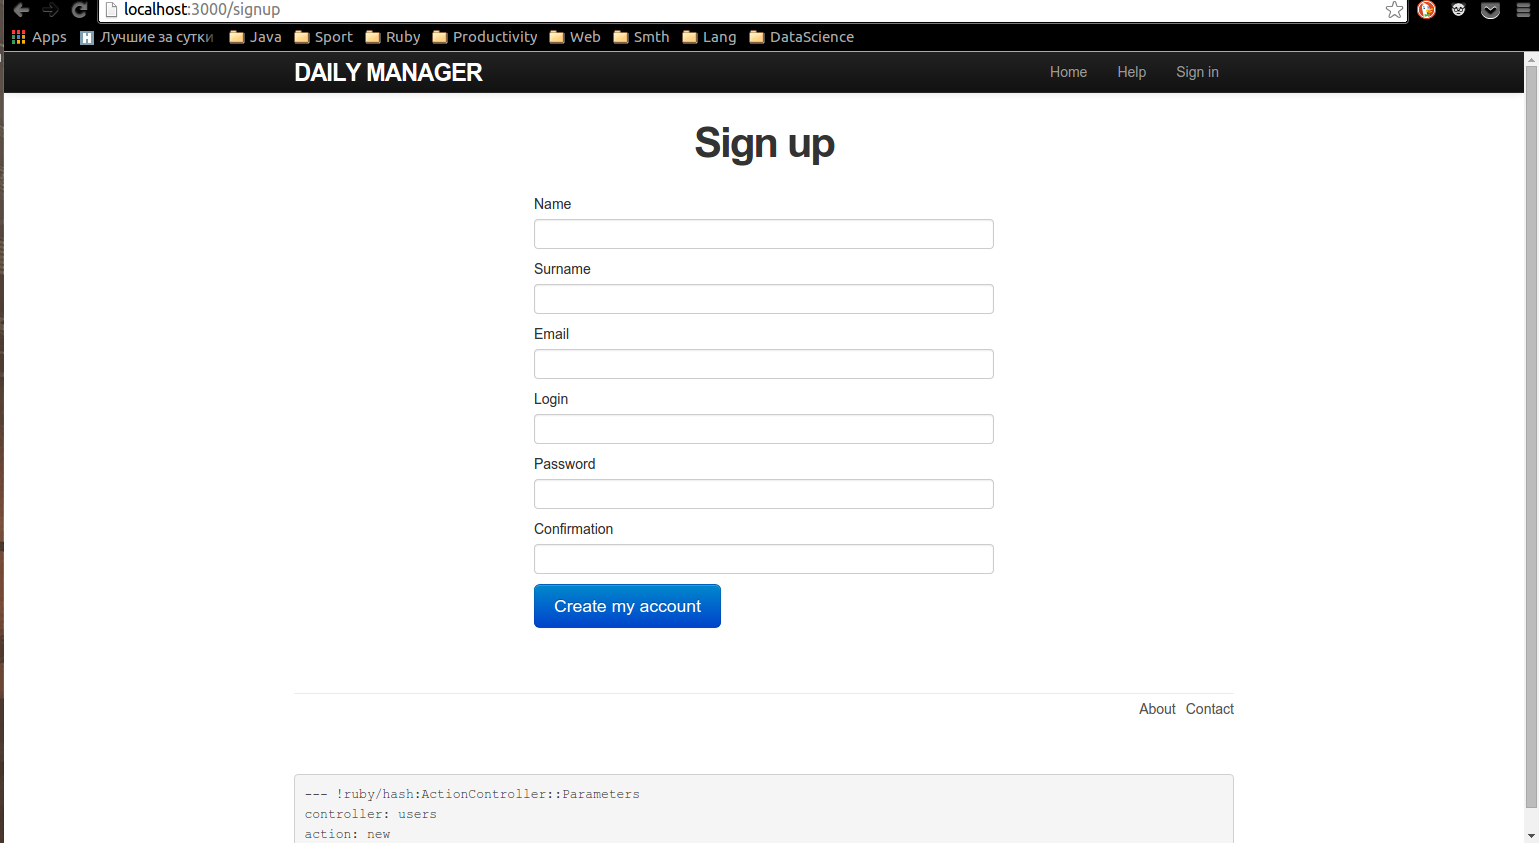 localhost:3000/signup
Apps Лучшие за сутки Java Sport Ruby Productivity Web Smth Lang DataScience
DAILY MANAGER Home Help Sign in
Sign up
Name
Surname
Email
Login
Password
Confirmation
Create my account
About Contact
--- !ruby/hash:ActionController::Parameters
controller: users
action: new